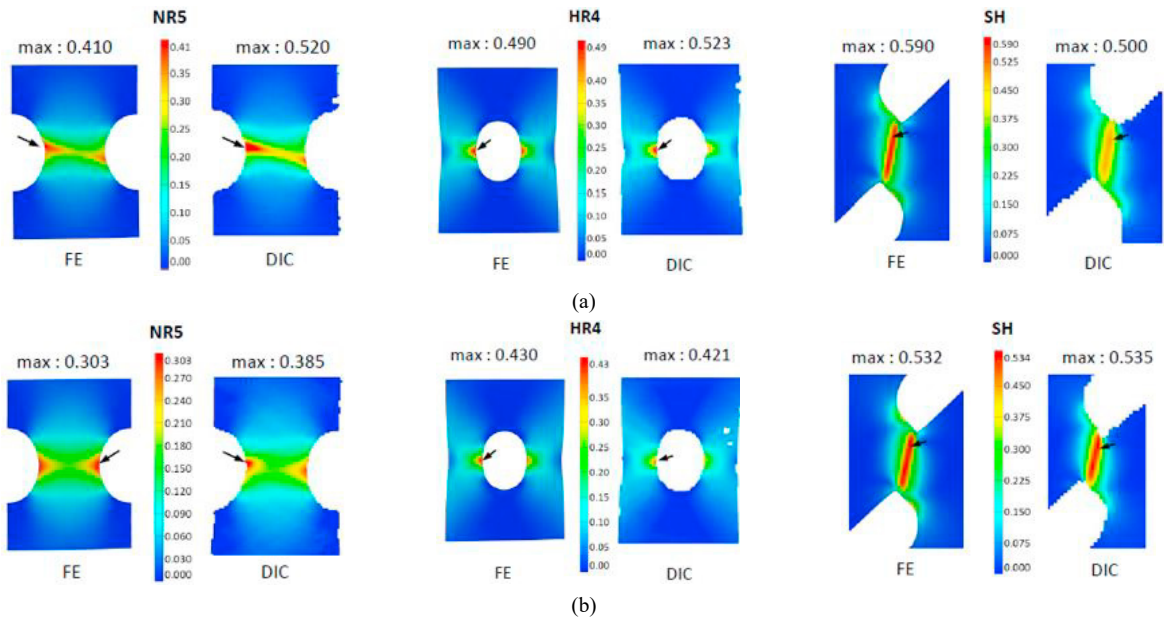 NR5
max : 0.410
max : 0.520
0.41
0.35
0.30
0.25
0.20
0.15
0.10
0.05
0.00
FE
DIC
HR4
max : 0.490
max : 0.523
0.49
0.40
0.35
0.30
0.25
0.20
0.15
0.10
0.05
0.00
FE
DIC
SH
max : 0.590
max : 0.500
0.590
0.525
0.450
0.300
0.225
0.150
0.075
0.000
FE
DIC
(a)
NR5
max : 0.303
max : 0.385
0.303
0.270
0.240
0.210
0.180
0.150
0.120
0.090
0.060
0.030
0.000
FE
DIC
HR4
max : 0.430
max : 0.421
0.43
0.35
0.30
0.25
0.20
0.15
0.10
0.05
0.00
FE
DIC
SH
max : 0.532
max : 0.535
0.534
0.450
0.375
0.300
0.225
0.150
0.075
0.000
FE
DIC
(b)